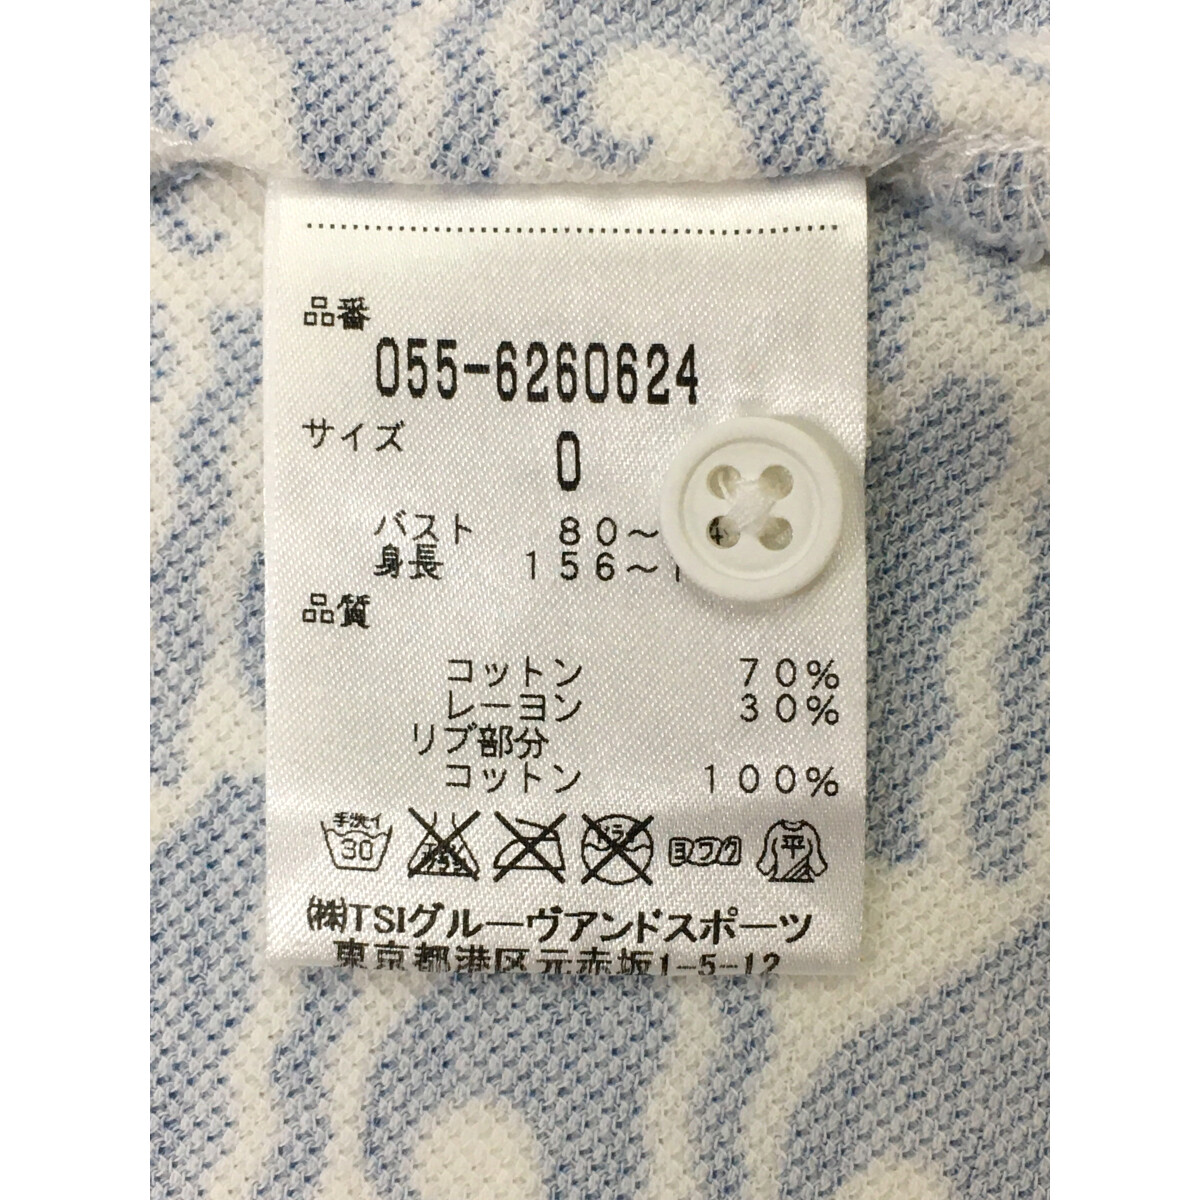 品番
055-6260624
サイズ
0
バスト 80～
身長 156～1
品質
コットン 70%
レーヨン 30%
リブ部分
コットン 100%
手洗イ 30
ヨワク 平
㈱TSIグルーヴアンドスポーツ
東京都港区元赤坂1-5-12